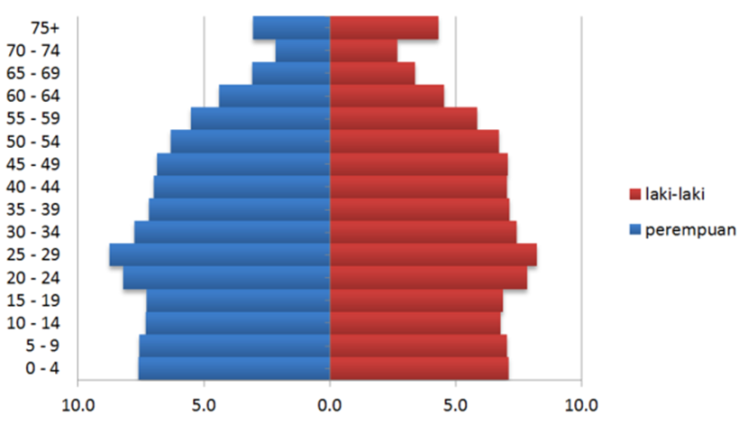 75+
70 - 74
65 - 69
60 - 64
55 - 59
50 - 54
45 - 49
40 - 44
35 - 39
30 - 34
25 - 29
20 - 24
15 - 19
10 - 14
5 - 9
0 - 4
10.0 5.0 0.0 5.0 10.0
laki-laki
perempuan